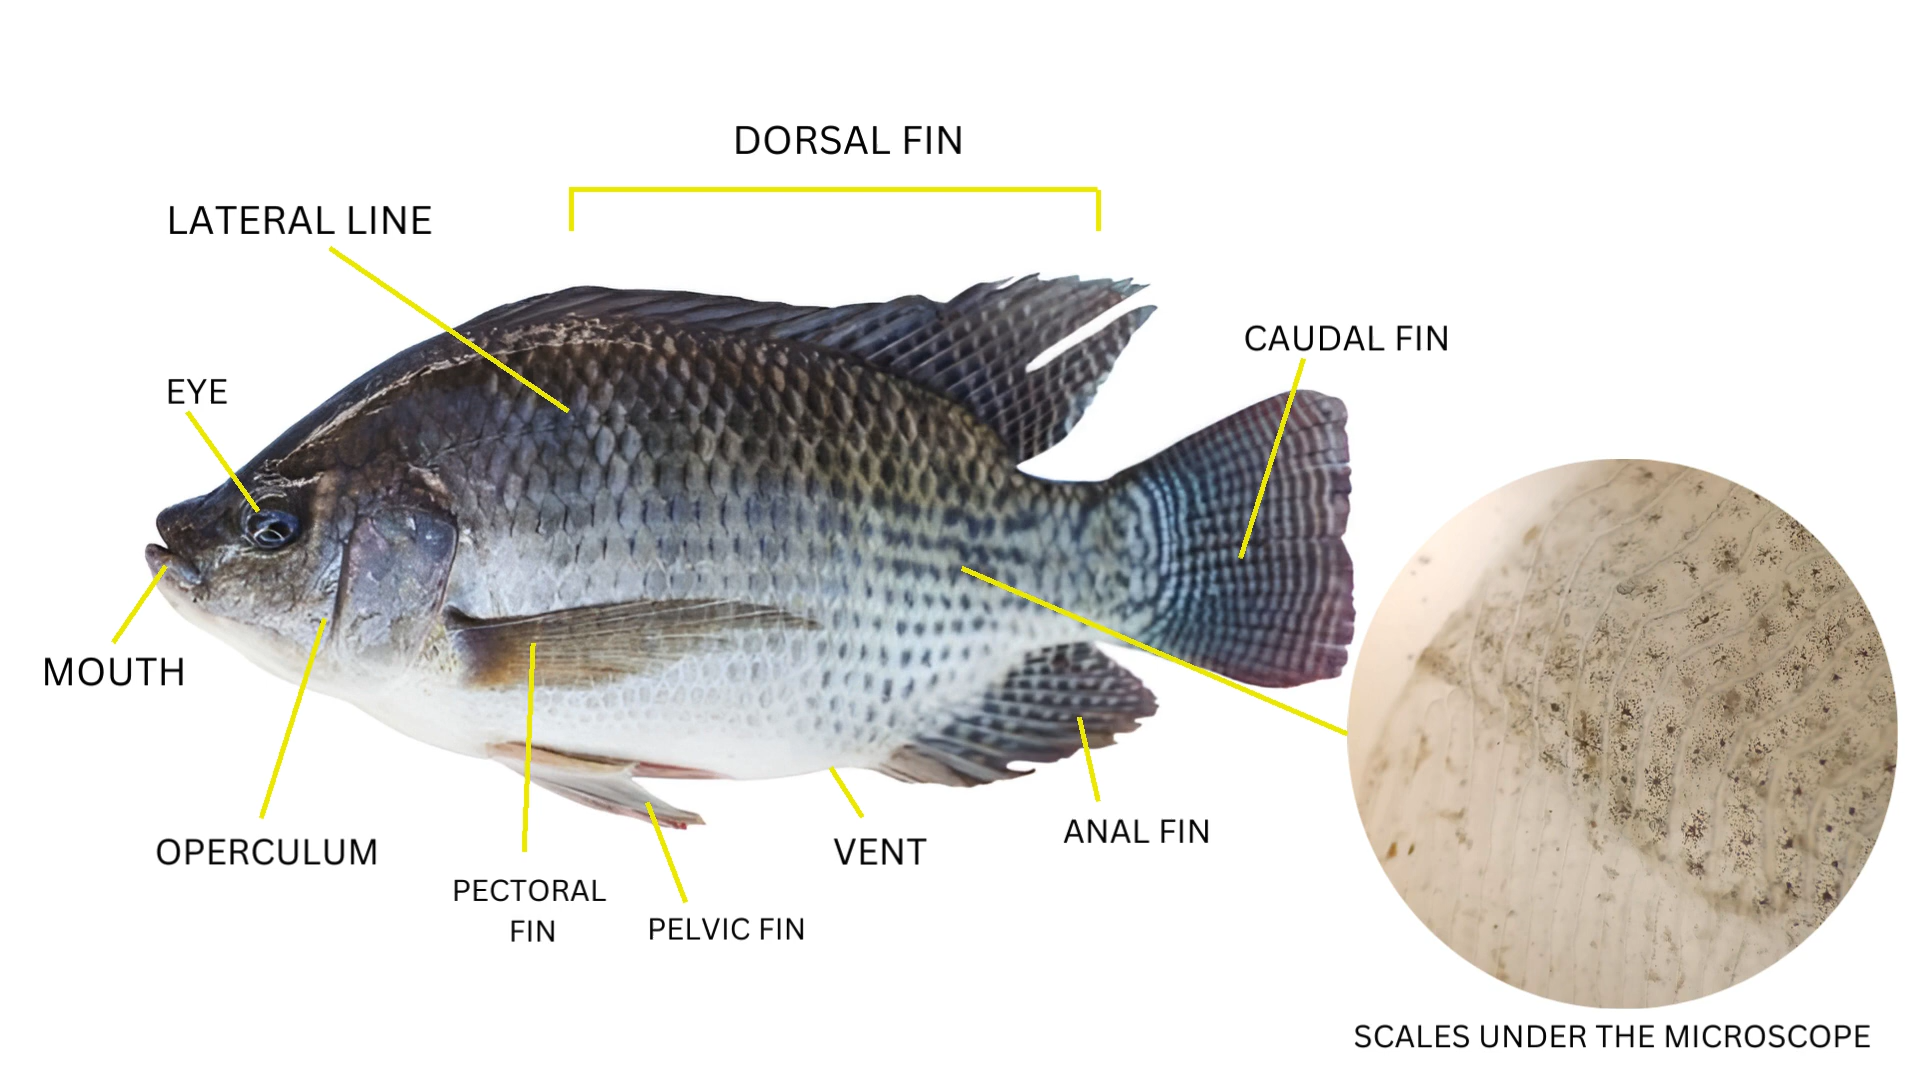 DORSAL FIN
LATERAL LINE
CAUDAL FIN
EYE
MOUTH
OPERCULUM
PECTORAL
FIN
PELVIC FIN
VENT
ANAL FIN
SCALES UNDER THE MICROSCOPE